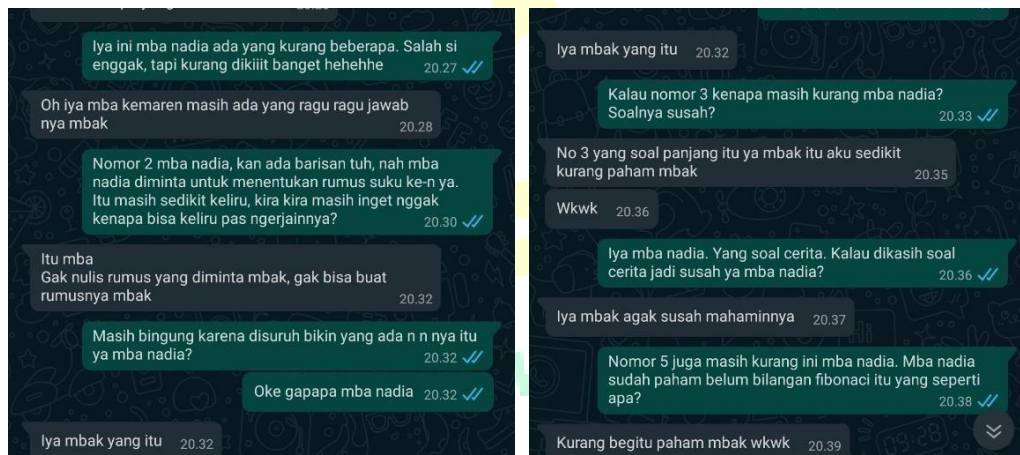 Iya ini mba nadia ada yang kurang beberapa. Salah si
enggak, tapi kurang dikiiit banget hehehhe 20.27
Oh iya mba kemaren masih ada yang ragu ragu jawab
nya mbak 20.28
Nomor 2 mba nadia, kan ada barisan tuh, nah mba
nadia diminta untuk menentukan rumus suku ke-n ya.
Itu masih sedikit keliru, kira kira masih inget nggak
kenapa bisa keliru pas ngerjainnya? 20.30
Itu mba
Gak nulis rumus yang diminta mbak, gak bisa buat
rumusnya mbak 20.32
Masih bingung karena disuruh bikin yang ada n n nya itu
ya mba nadia? 20.32
Oke gapapa mba nadia 20.32
Iya mbak yang itu 20.32
Iya mbak yang itu 20.32
Kalau nomor 3 kenapa masih kurang mba nadia?
Soalnya susah? 20.33
No 3 yang soal panjang itu ya mbak itu aku sedikit
kurang paham mbak 20.35
Wkwk 20.36
Iya mba nadia. Yang soal cerita. Kalau dikasih soal
cerita jadi susah ya mba nadia? 20.36
Iya mbak agak susah mahaminnya 20.37
Nomor 5 juga masih kurang ini mba nadia. Mba nadia
sudah paham belum bilangan fibonaci itu yang seperti
apa? 20.38
Kurang begitu paham mbak wkwk 20.39